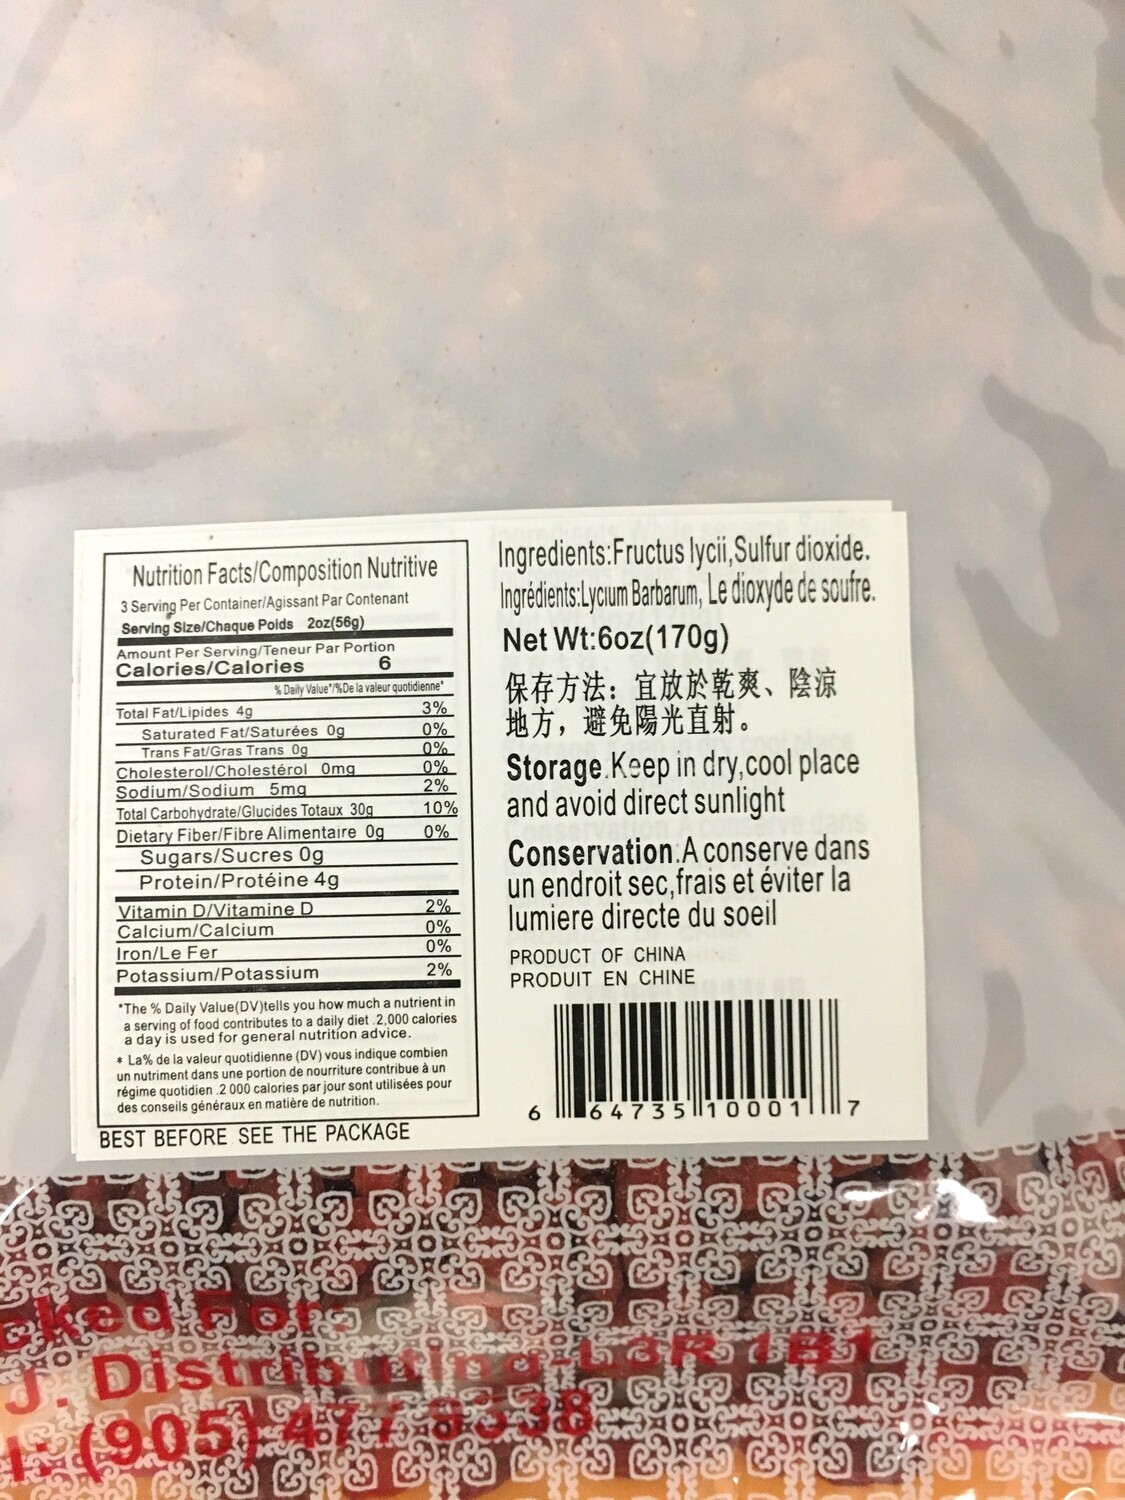 Nutrition Facts/Composition Nutritive
3 Serving Per Container/Agissant Par Contenant
Serving Size/Chaque Poids 2oz(56g)
Amount Per Serving/Teneur Par Portion
Calories/Calories 6
% Daily Value*/%De la valeur quotidienne*
Total Fat/Lipides 4g 3%
Saturated Fat/Saturées 0g 0%
Trans Fat/Gras Trans 0g 0%
Cholesterol/Cholestérol 0mg 0%
Sodium/Sodium 5mg 2%
Total Carbohydrate/Glucides Totaux 30g 10%
Dietary Fiber/Fibre Alimentaire 0g 0%
Sugars/Sucres 0g
Protein/Protéine 4g
Vitamin D/Vitamine D 2%
Calcium/Calcium 0%
Iron/Le Fer 0%
Potassium/Potassium 2%
*The % Daily Value(DV)tells you how much a nutrient in
a serving of food contributes to a daily diet .2,000 calories
a day is used for general nutrition advice.
* La% de la valeur quotidienne (DV) vous indique combien
un nutriment dans une portion de nourriture contribue à un
régime quotidien .2 000 calories par jour sont utilisées pour
des conseils généraux en matière de nutrition.
BEST BEFORE SEE THE PACKAGE
Ingredients:Fructus lycii,Sulfur dioxide.
Ingrédients:Lycium Barbarum, Le dioxyde de soufre.
Net Wt:6oz(170g)
保存方法：宜放於乾爽、陰涼
地方，避免陽光直射。
Storage.Keep in dry,cool place
and avoid direct sunlight
Conservation.A conserve dans
un endroit sec,frais et éviter la
lumiere directe du soeil
PRODUCT OF CHINA
PRODUIT EN CHINE
6 64735 10001 7
cked For:
J. Distributing L3R 1B1
l: (905) 477 8538